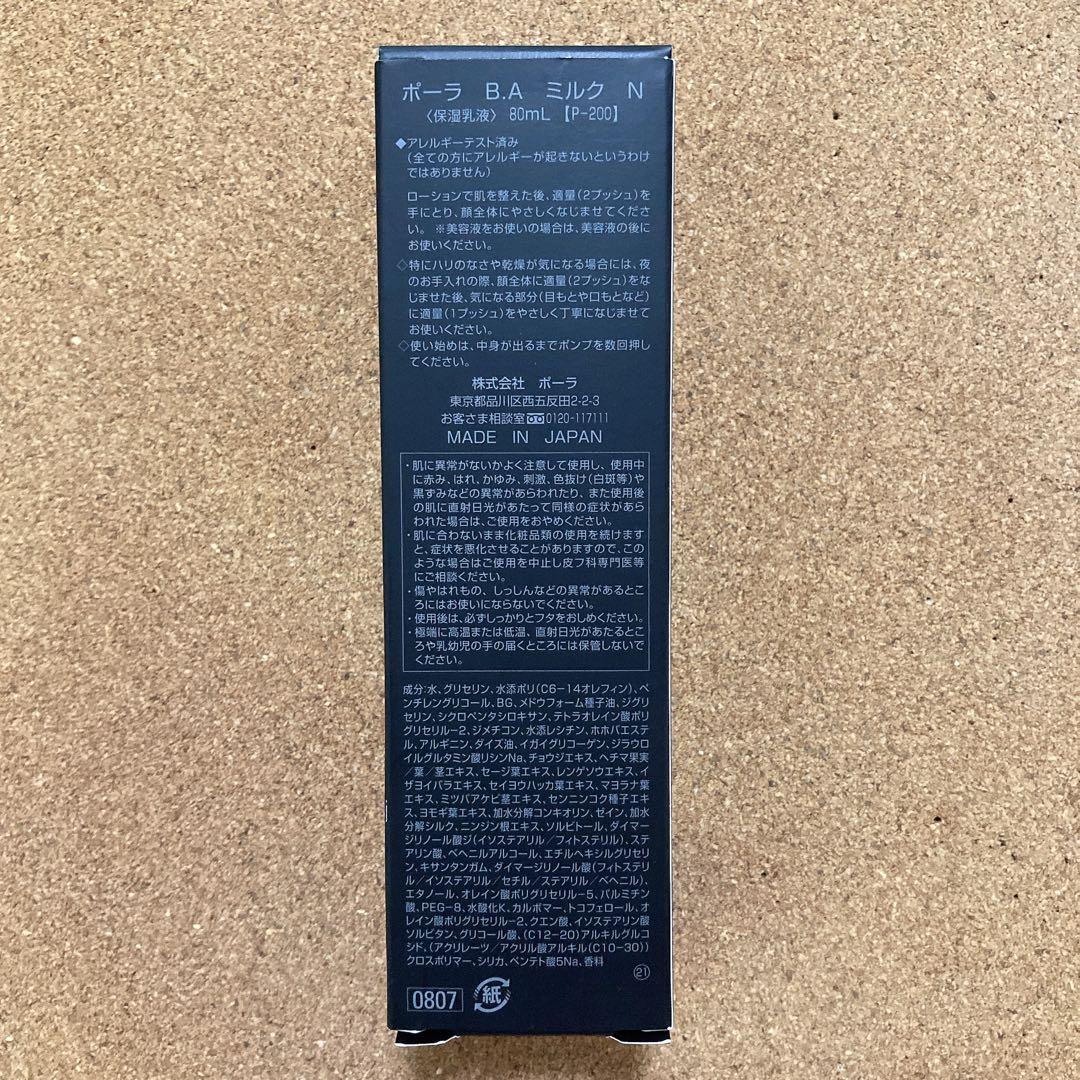 ポーラ　B.A　ミルク　N
〈保湿乳液〉 80mL 【P-200】
◆アレルギーテスト済み
（全ての方にアレルギーが起きないというわけ
ではありません）
ローションで肌を整えた後、適量（2プッシュ）を
手にとり、顔全体にやさしくなじませてくださ
い。 ※美容液をお使いの場合は、美容液の後に
お使いください。
◇特にハリのなさや乾燥が気になる場合には、夜
のお手入れの際、顔全体に適量（2プッシュ）をな
じませた後、気になる部分（目もとや口もとなど）
に適量（1プッシュ）をやさしく丁寧になじませて
お使いください。
◇使い始めは、中身が出るまでポンプを数回押し
てください。
株式会社　ポーラ
東京都品川区西五反田2-2-3
お客さま相談室 0120-117111
MADE IN JAPAN
・肌に異常がないかよく注意して使用し、使用中
に赤み、はれ、かゆみ、刺激、色抜け（白斑等）や
黒ずみなどの異常があらわれたり、また使用後
の肌に直射日光があたって同様の症状があら
われた場合は、ご使用をおやめください。
・肌に合わないまま化粧品類の使用を続けます
と、症状を悪化させることがありますので、この
ような場合はご使用を中止し皮フ科専門医等
にご相談ください。
・傷やはれもの、しっしんなどの異常があるとこ
ろにはお使いにならないでください。
・使用後は、必ずしっかりとフタをおしめください。
・極端に高温または低温、直射日光があたるとこ
ろや乳幼児の手の届くところには保管しないで
ください。
成分：水、グリセリン、水添ポリ（C6-14オレフィン）、ペ
ンチレングリコール、BG、メドウフォーム種子油、ジグリ
セリン、シクロペンタシロキサン、テトラオレイン酸ポリ
グリセリル-2、ジメチコン、水添レシチン、ホホバエステ
ル、アルギニン、ダイズ油、イガイグリコーゲン、ジラウロ
イルグルタミン酸リシンNa、チョウジエキス、ヘチマ果実
／葉／茎エキス、セージ葉エキス、レンゲソウエキス、イ
ザヨイバラエキス、セイヨウハッカ葉エキス、マヨラナ葉
エキス、ミツバアケビ茎エキス、センニンコク種子エキ
ス、ヨモギ葉エキス、加水分解コンキオリン、ゼイン、加水
分解シルク、ニンジン根エキス、ソルビトール、ダイマー
ジリノール酸ジ（イソステアリル／フィトステリル）、ステ
アリン酸、ベヘニルアルコール、エチルヘキシルグリセリ
ン、キサンタンガム、ダイマージリノール酸（フィトステリ
ル／イソステアリル／セチル／ステアリル／ベヘニル）、
エタノール、オレイン酸ポリグリセリル-5、パルミチン
酸、PEG-8、水酸化K、カルボマー、トコフェロール、オ
レイン酸ポリグリセリル-2、クエン酸、イソステアリン酸
ソルビタン、グリコール酸、（C12-20）アルキルグルコ
シド、（アクリレーツ／アクリル酸アルキル（C10-30））
クロスポリマー、シリカ、ペンテト酸5Na、香料
㉑
0807 紙